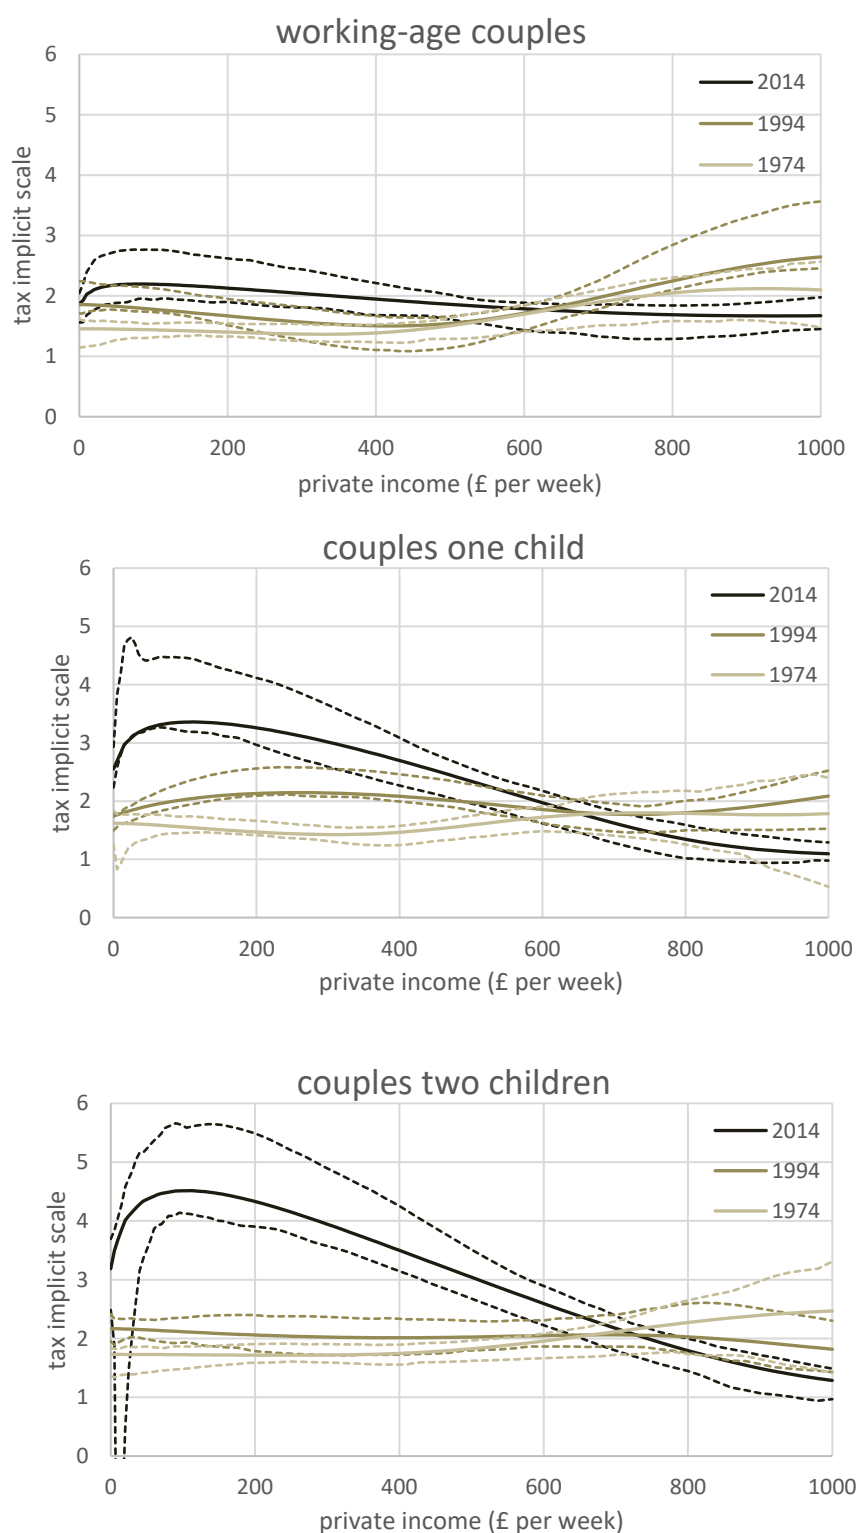 working-age couples
6
5
4
3
2
1
0
tax implicit scale
2014
1994
1974
0 200 400 600 800 1000
private income (£ per week)
couples one child
6
5
4
3
2
1
0
tax implicit scale
2014
1994
1974
0 200 400 600 800 1000
private income (£ per week)
couples two children
6
5
4
3
2
1
0
tax implicit scale
2014
1994
1974
0 200 400 600 800 1000
private income (£ per week)